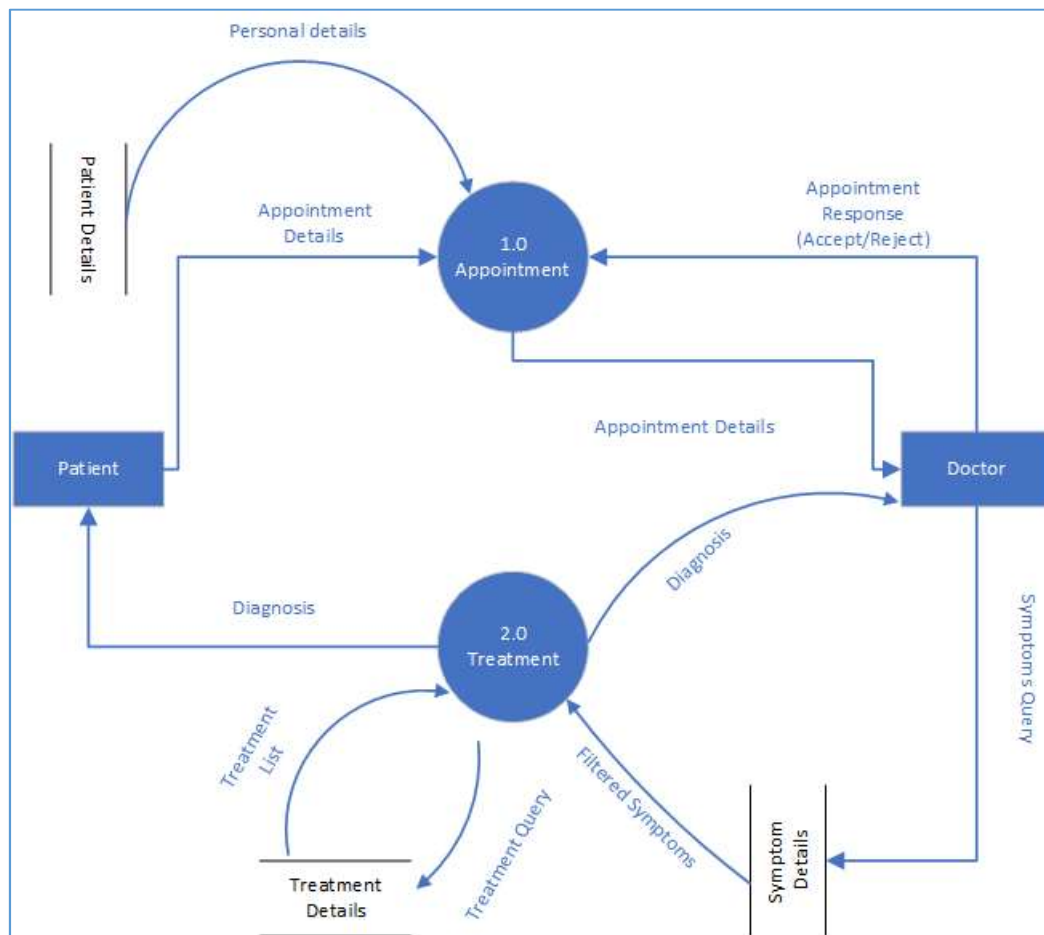 Personal details
Patient Details
Appointment
Details
1.0
Appointment
Appointment
Response
(Accept/Reject)
Appointment Details
Patient
Doctor
Diagnosis
Diagnosis
2.0
Treatment
Symptoms Query
Treatment
List
Treatment Query
Filtered Symptoms
Treatment
Details
Symptom
Details